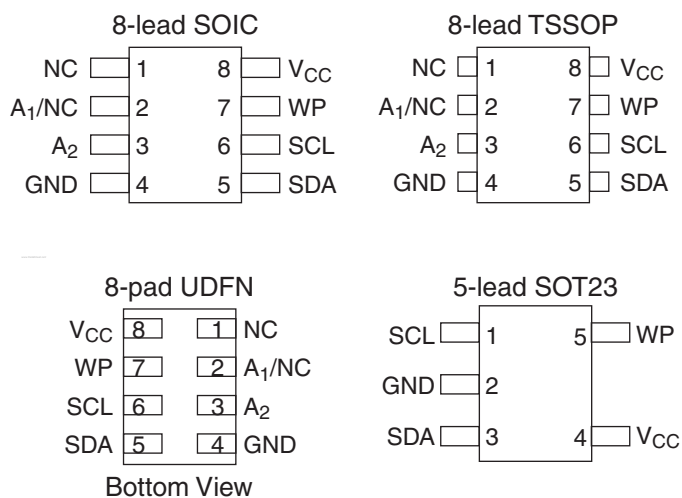 8-lead SOIC
NC 1 8 VCC
A1/NC 2 7 WP
A2 3 6 SCL
GND 4 5 SDA
8-lead TSSOP
NC 1 8 VCC
A1/NC 2 7 WP
A2 3 6 SCL
GND 4 5 SDA
8-pad UDFN
VCC 8 1 NC
WP 7 2 A1/NC
SCL 6 3 A2
SDA 5 4 GND
Bottom View
5-lead SOT23
SCL 1 5 WP
GND 2
SDA 3 4 VCC